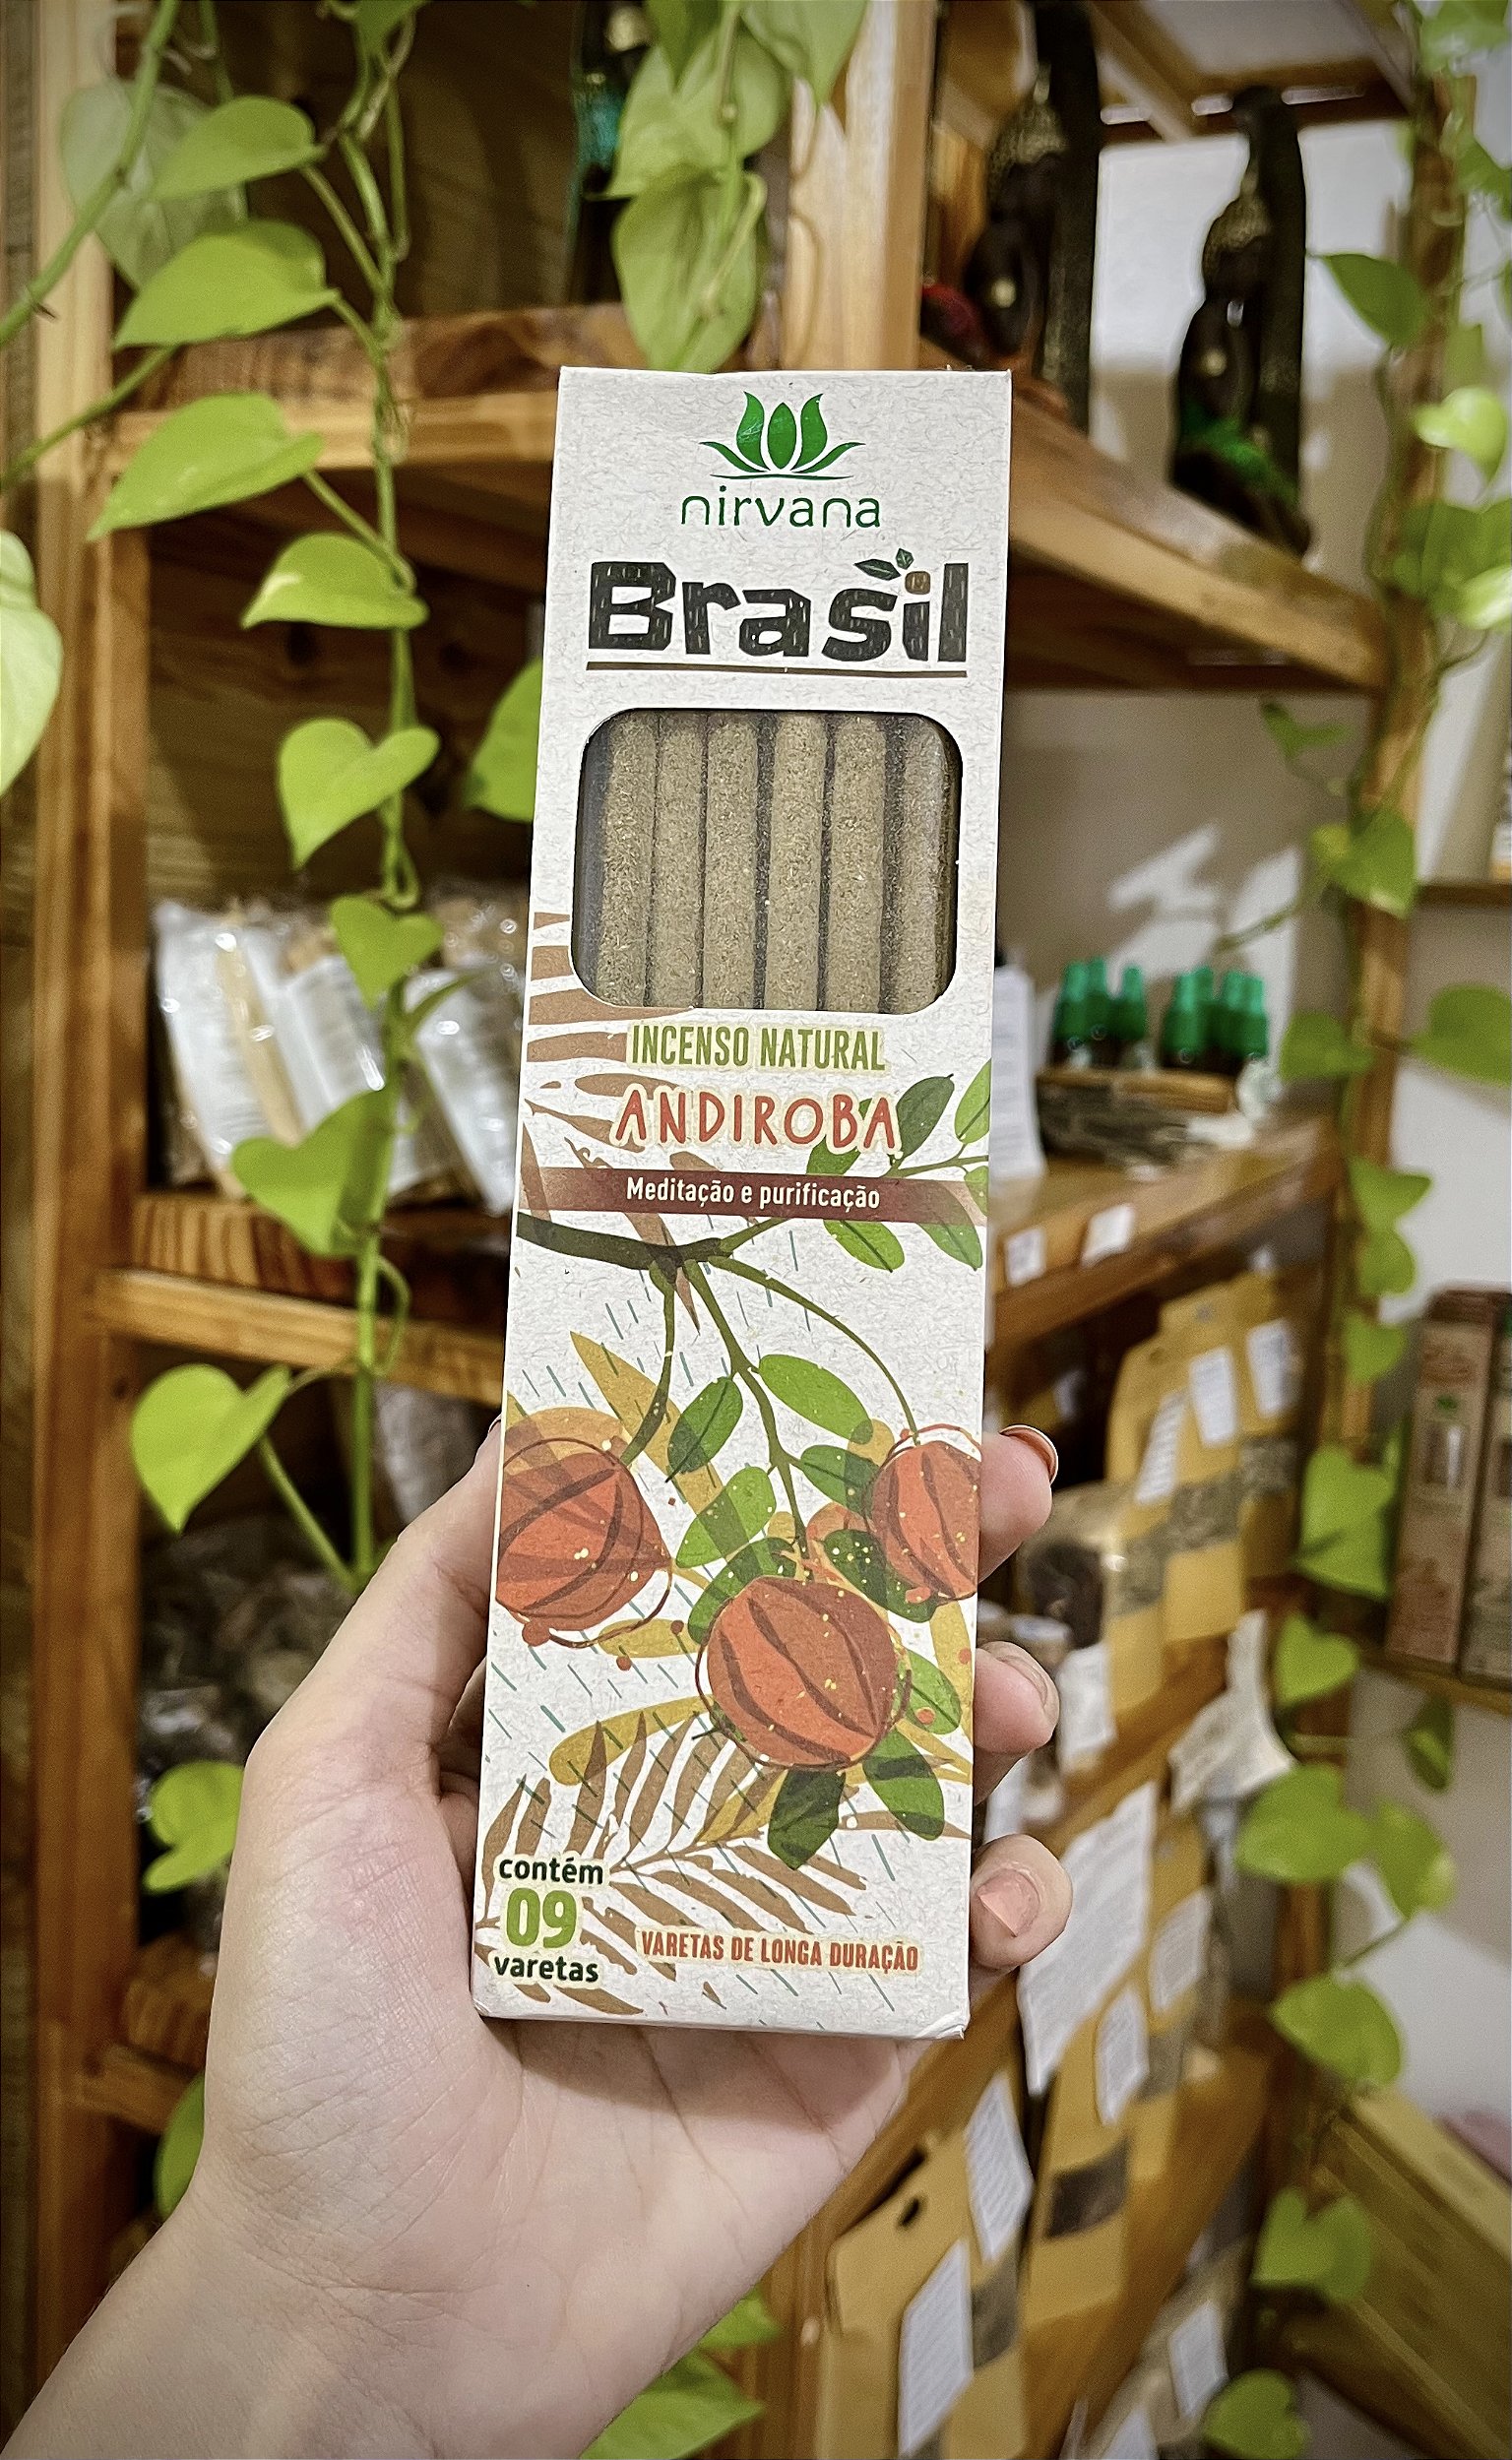 nirvana
Brasil
INCENSO NATURAL
ANDIROBA
Meditação e purificação
contém
09
varetas
VARETAS DE LONGA DURAÇÃO